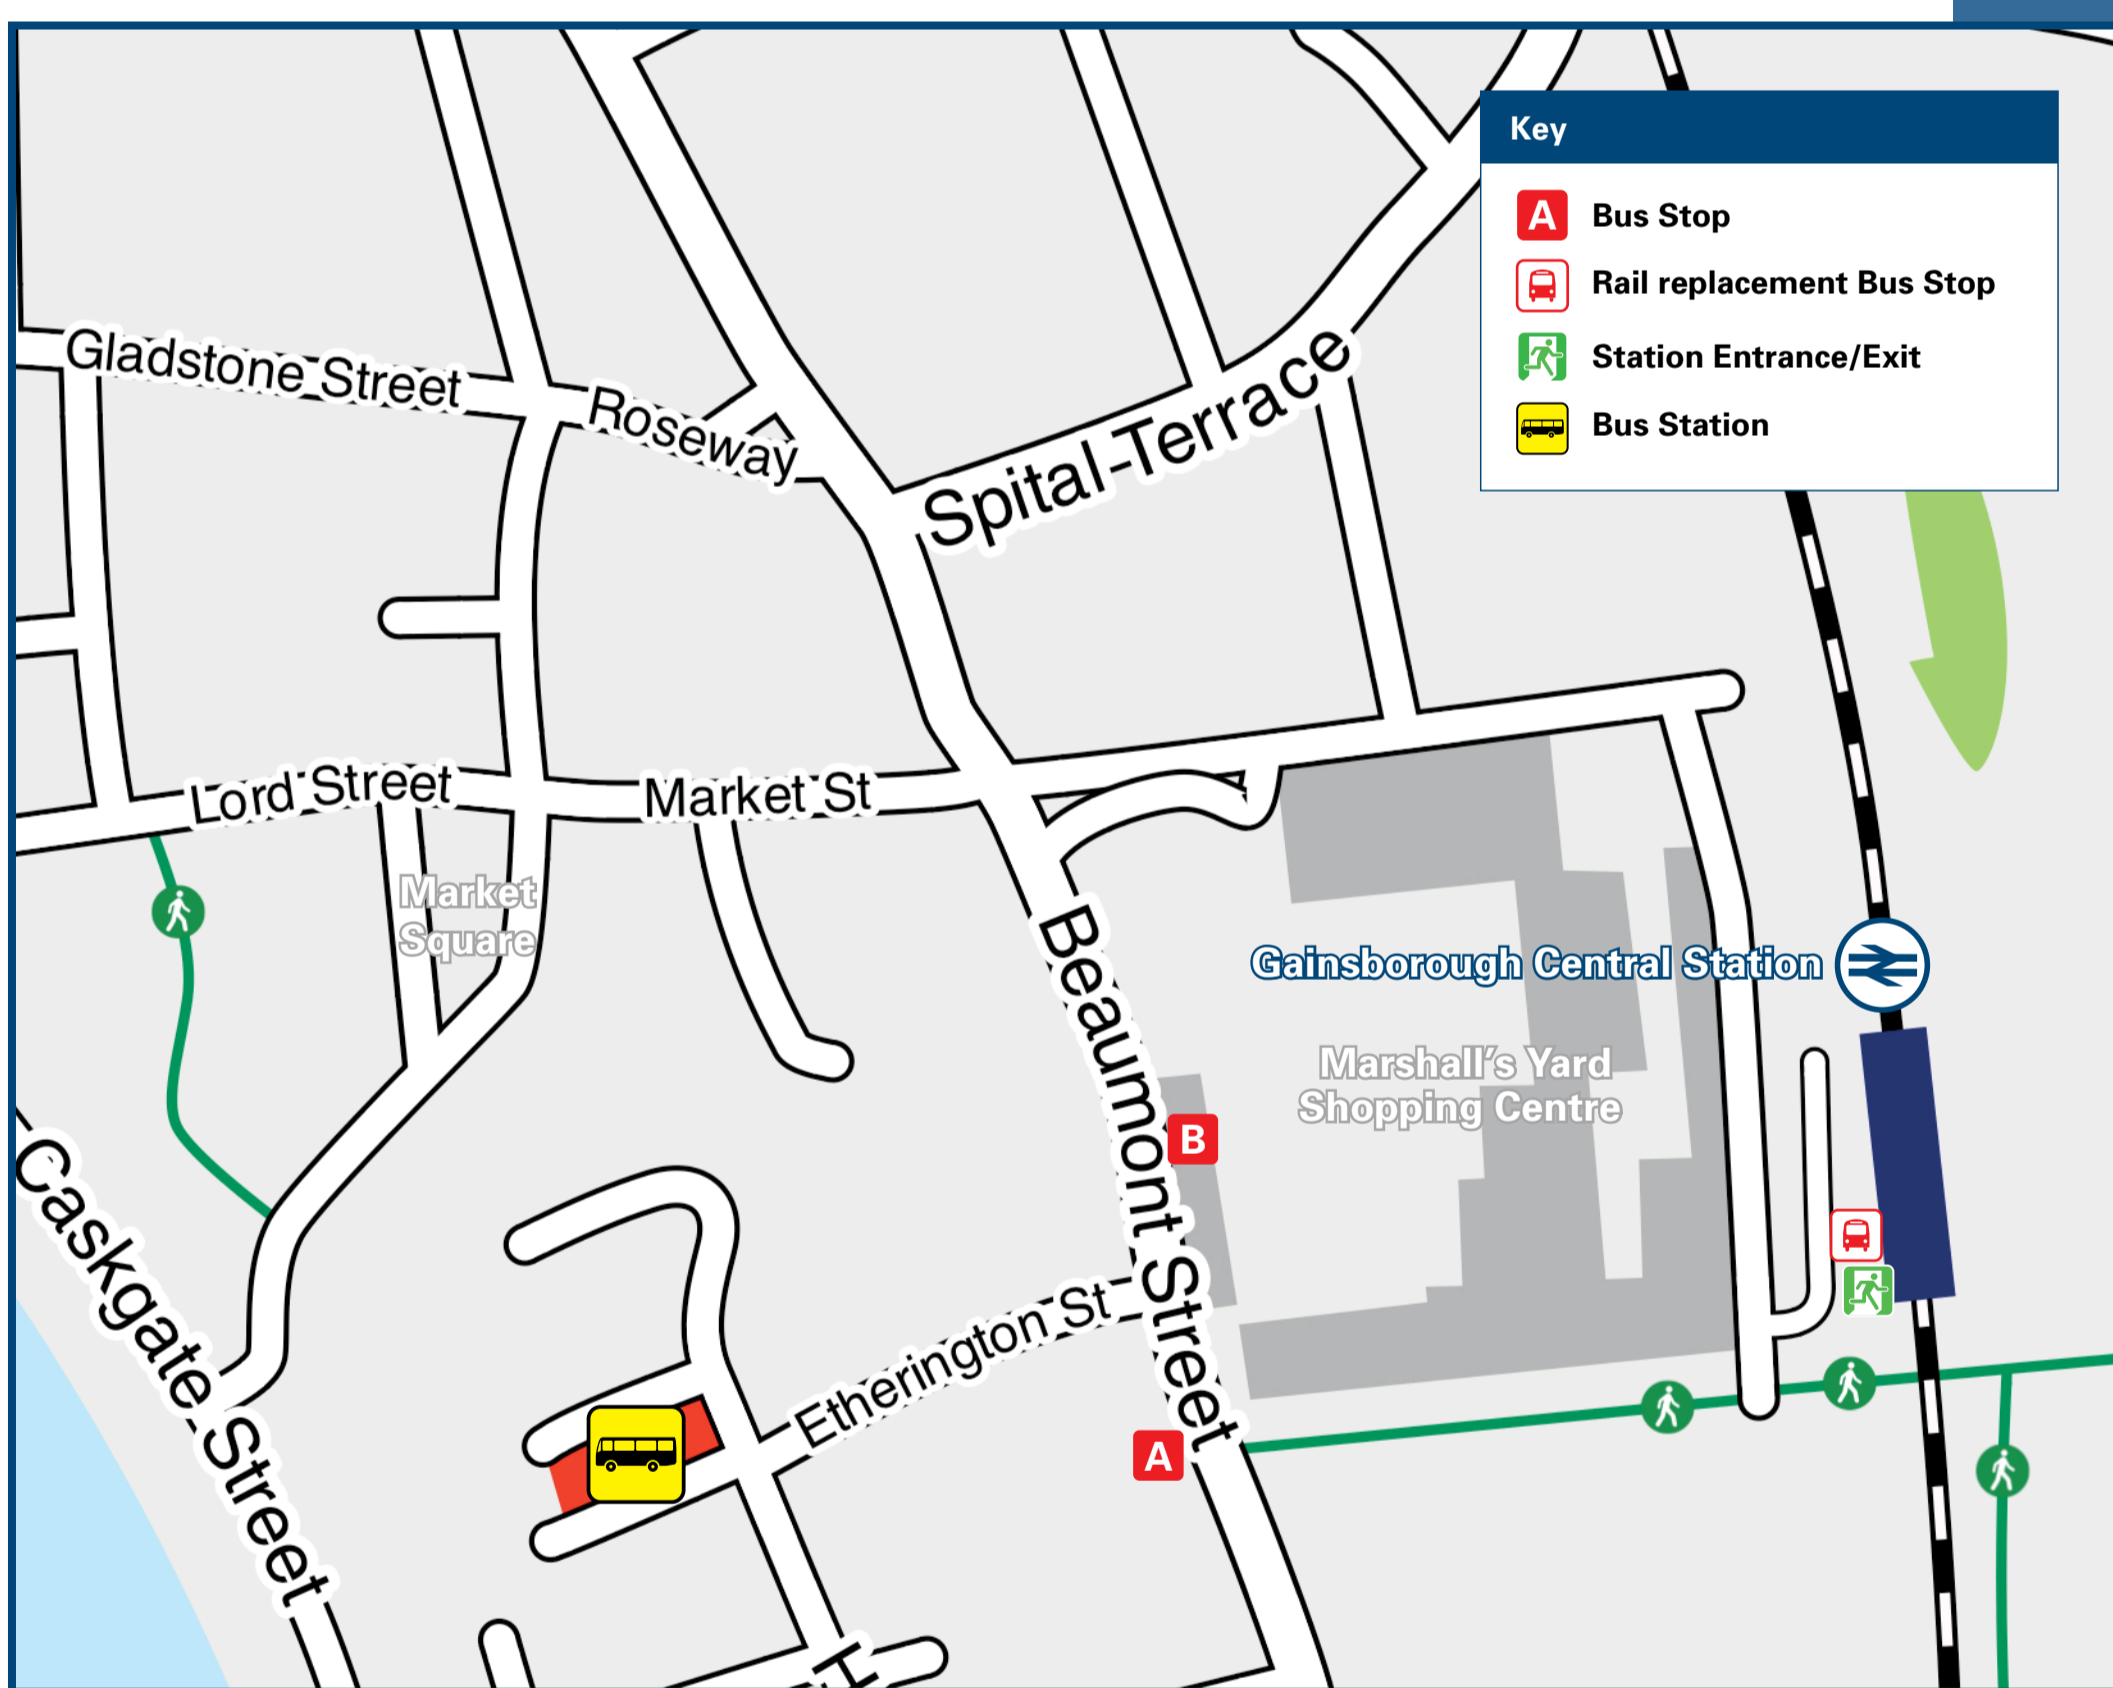 Key
A Bus Stop
Rail replacement Bus Stop
Station Entrance/Exit
Bus Station
Gladstone Street
Roseway
Spital-Terrace
Lord Street
Market St
Market
Square
Beaumont Street
Gainsborough Central Station
Marshall's Yard
Shopping Centre
B
Caskgate Street
Etherington St
A